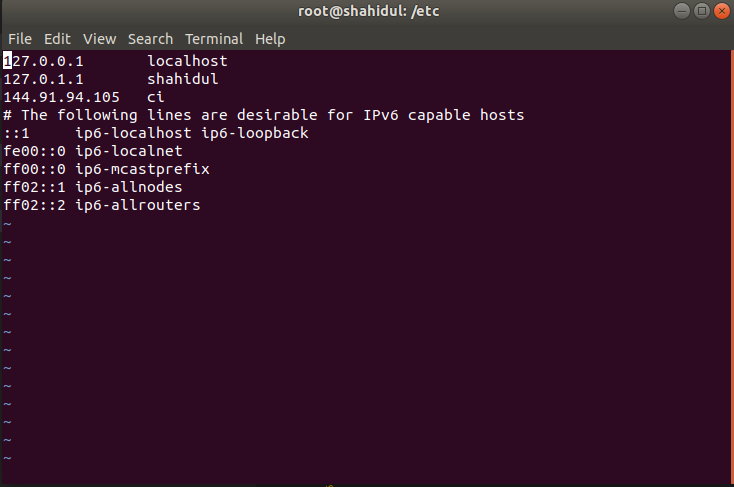 root@shahidul: /etc
File Edit View Search Terminal Help
127.0.0.1       localhost
127.0.1.1       shahidul
144.91.94.105   ci
# The following lines are desirable for IPv6 capable hosts
::1     ip6-localhost ip6-loopback
fe00::0 ip6-localnet
ff00::0 ip6-mcastprefix
ff02::1 ip6-allnodes
ff02::2 ip6-allrouters
~
~
~
~
~
~
~
~
~
~
~
~
~
~